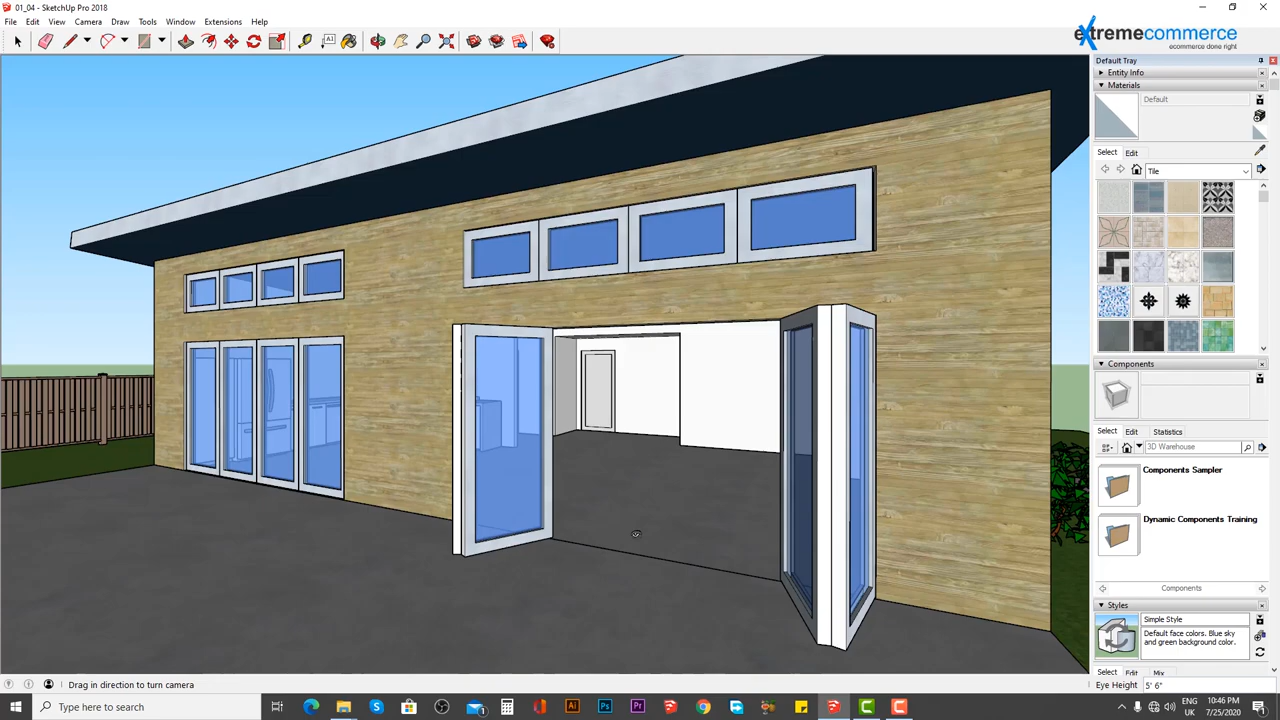 01_04 - SketchUp Pro 2018
File Edit View Camera Draw Tools Window Extensions Help
extremecommerce
ecommerce done right
Default Tray
Entity Info
Materials
Default
Select Edit
Tile
Components
Select Edit Statistics
3D Warehouse
Components Sampler
Dynamic Components Training
Components
Styles
Simple Style
Default face colors. Blue sky
and green background color.
Select Edit Mix
Drag in direction to turn camera
Eye Height 5' 6"
Type here to search
ENG 10:46 PM
UK 7/25/2020